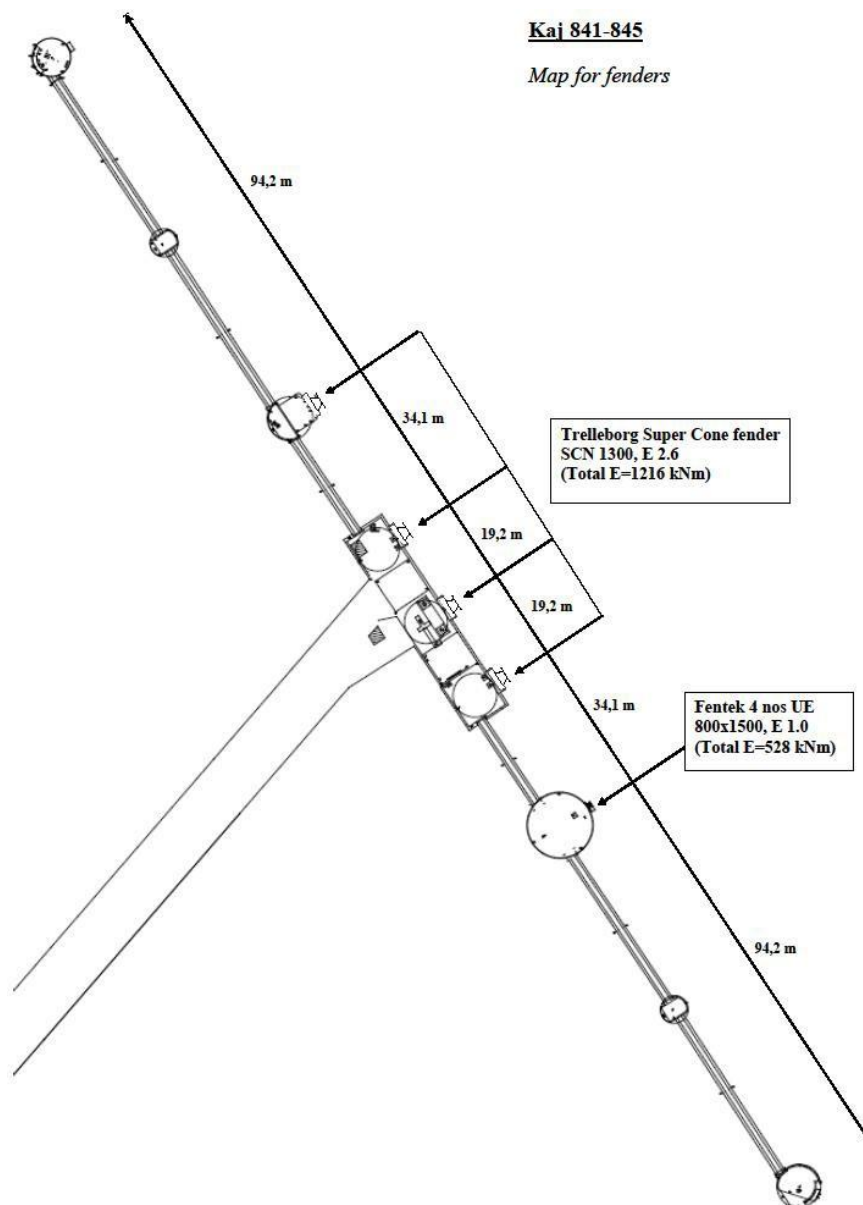 Kaj 841-845
Map for fenders
94,2 m
34,1 m
Trelleborg Super Cone fender
SCN 1300, E 2.6
(Total E=1216 kNm)
19,2 m
19,2 m
34,1 m
Fentek 4 nos UE
800x1500, E 1.0
(Total E=528 kNm)
94,2 m